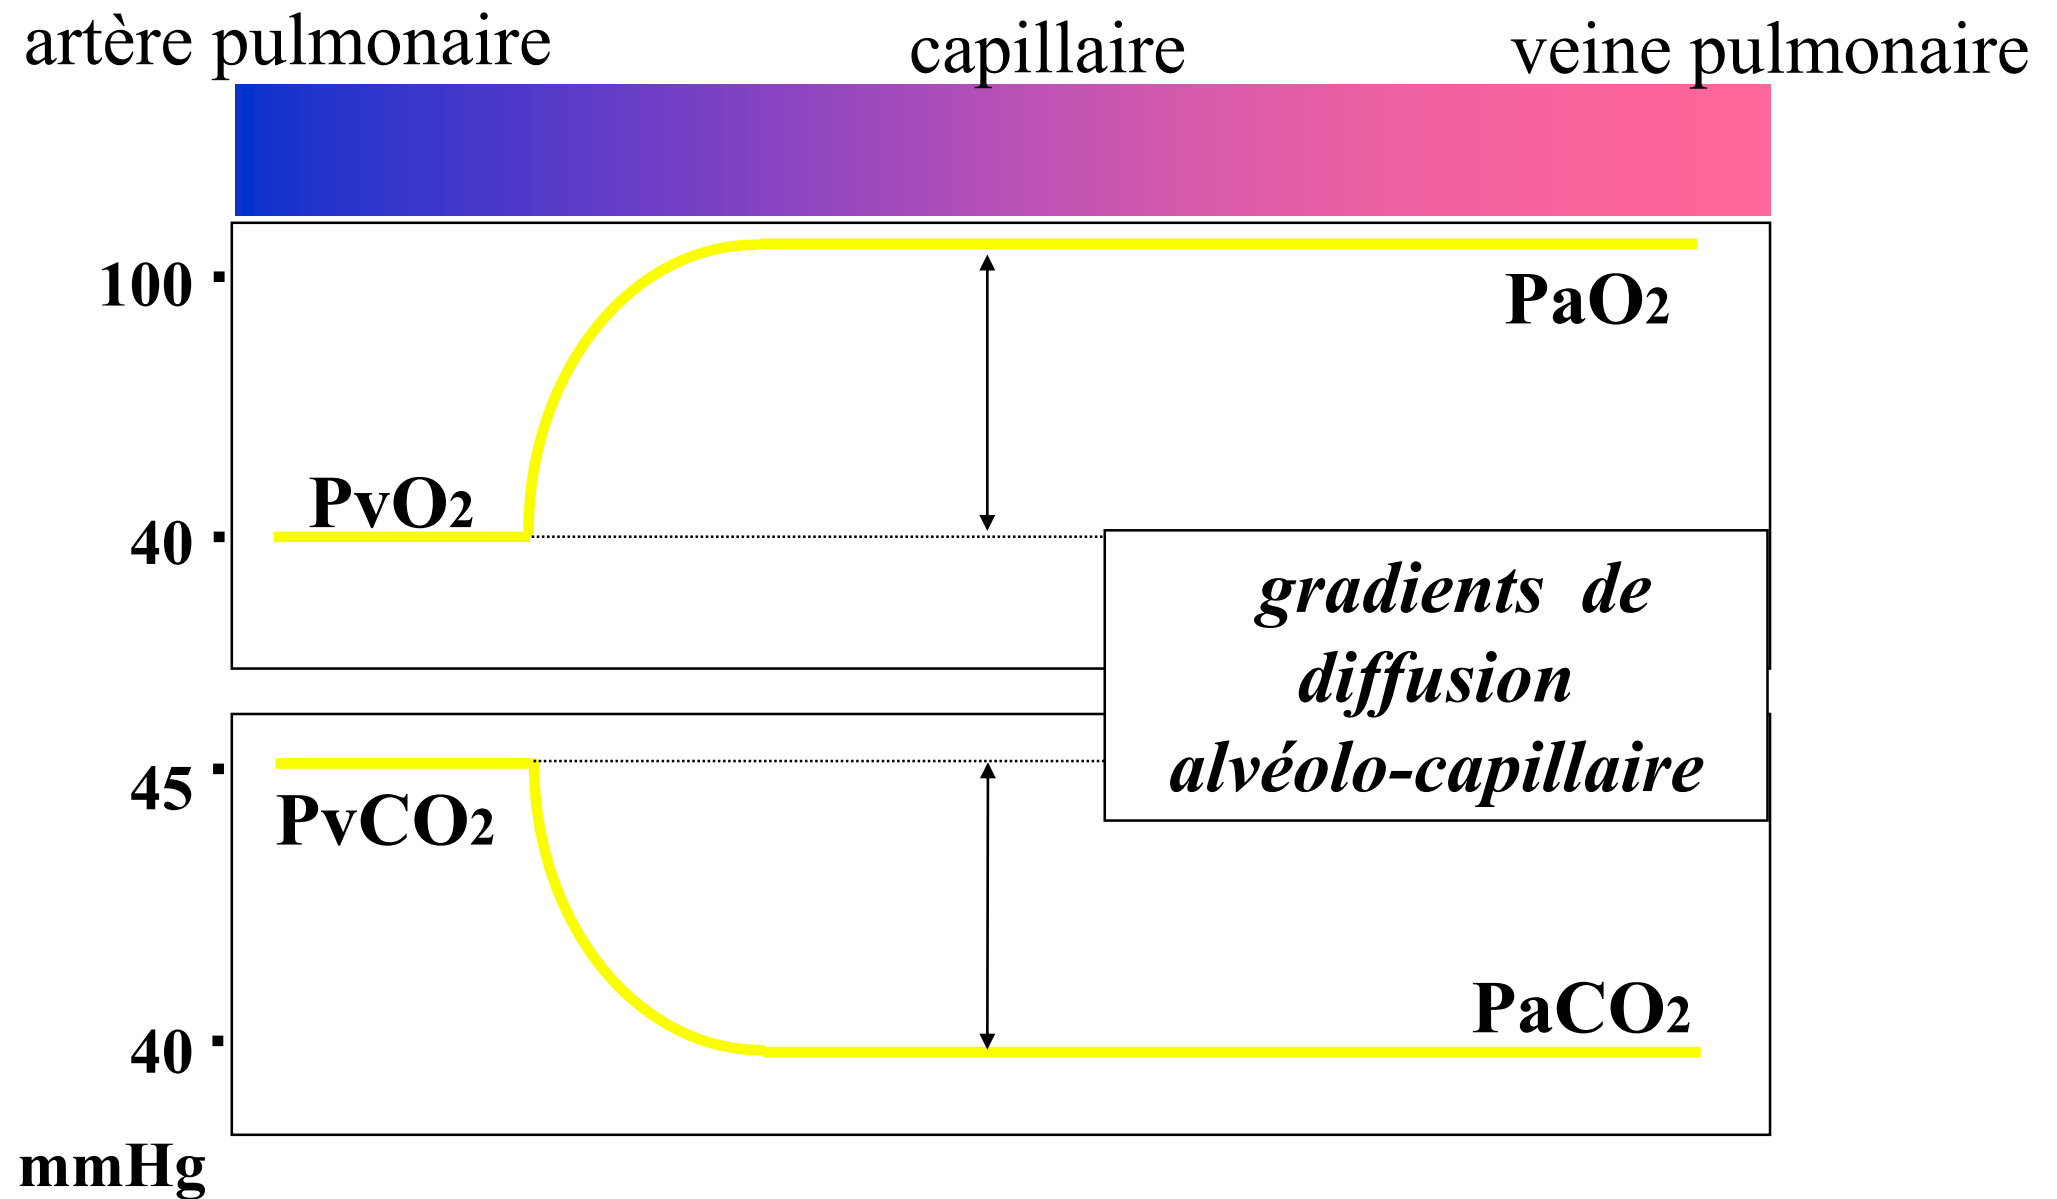 artère pulmonaire capillaire veine pulmonaire
100
PaO2
PvO2
40
gradients de
diffusion
alvéolo-capillaire
45
PvCO2
PaCO2
40
mmHg